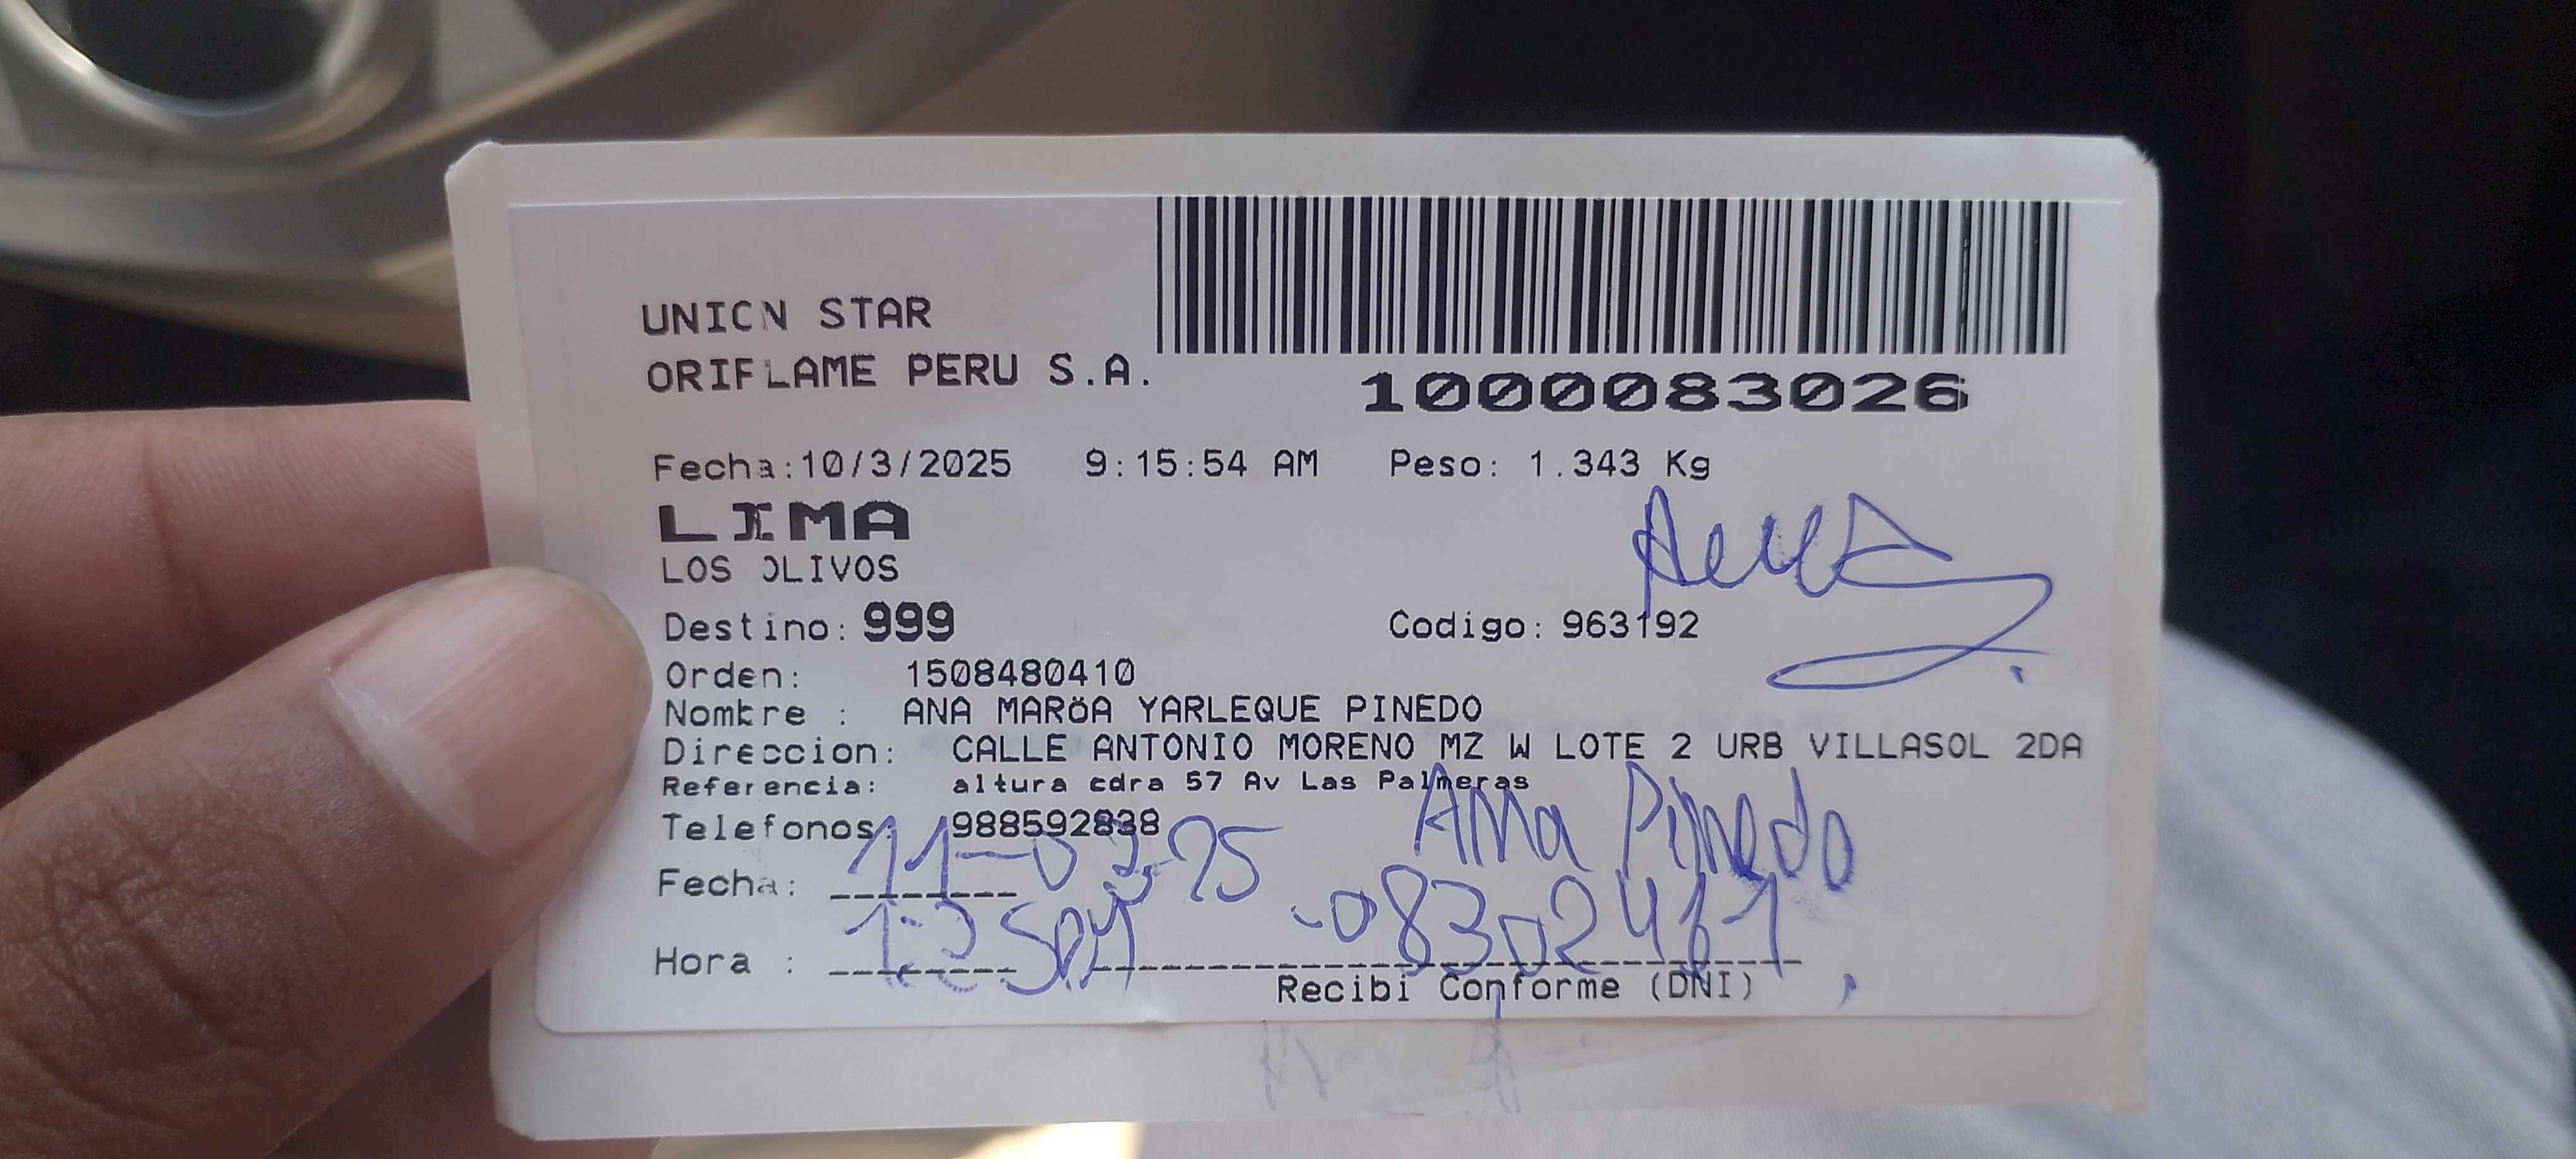 UNION STAR
ORIFLAME PERU S.A.
1000083026
Fecha:10/3/2025 9:15:54 AM Peso: 1.343 Kg
LIMA
LOS OLIVOS
Destino: 999 Codigo: 963192
Orden: 1508480410
Nombre : ANA MARÖA YARLEQUE PINEDO
Direccion: CALLE ANTONIO MORENO MZ W LOTE 2 URB VILLASOL 2DA
Referencia: altura cdra 57 Av Las Palmeras
Telefonos: 988592838
Ana Pinedo
Fecha: 11-03-25
Hora :
Recibi Conforme (DNI)